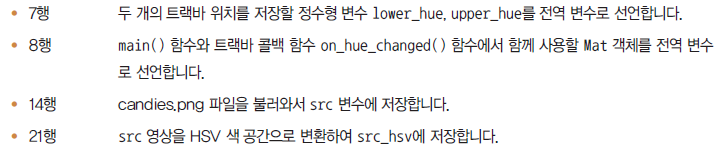 • 7행 두 개의 트랙바 위치를 저장할 정수형 변수 lower_hue, upper_hue를 전역 변수로 선언합니다.
• 8행 main() 함수와 트랙바 콜백 함수 on_hue_changed() 함수에서 함께 사용할 Mat 객체를 전역 변수
로 선언합니다.
• 14행 candies.png 파일을 불러와서 src 변수에 저장합니다.
• 21행 src 영상을 HSV 색 공간으로 변환하여 src_hsv에 저장합니다.